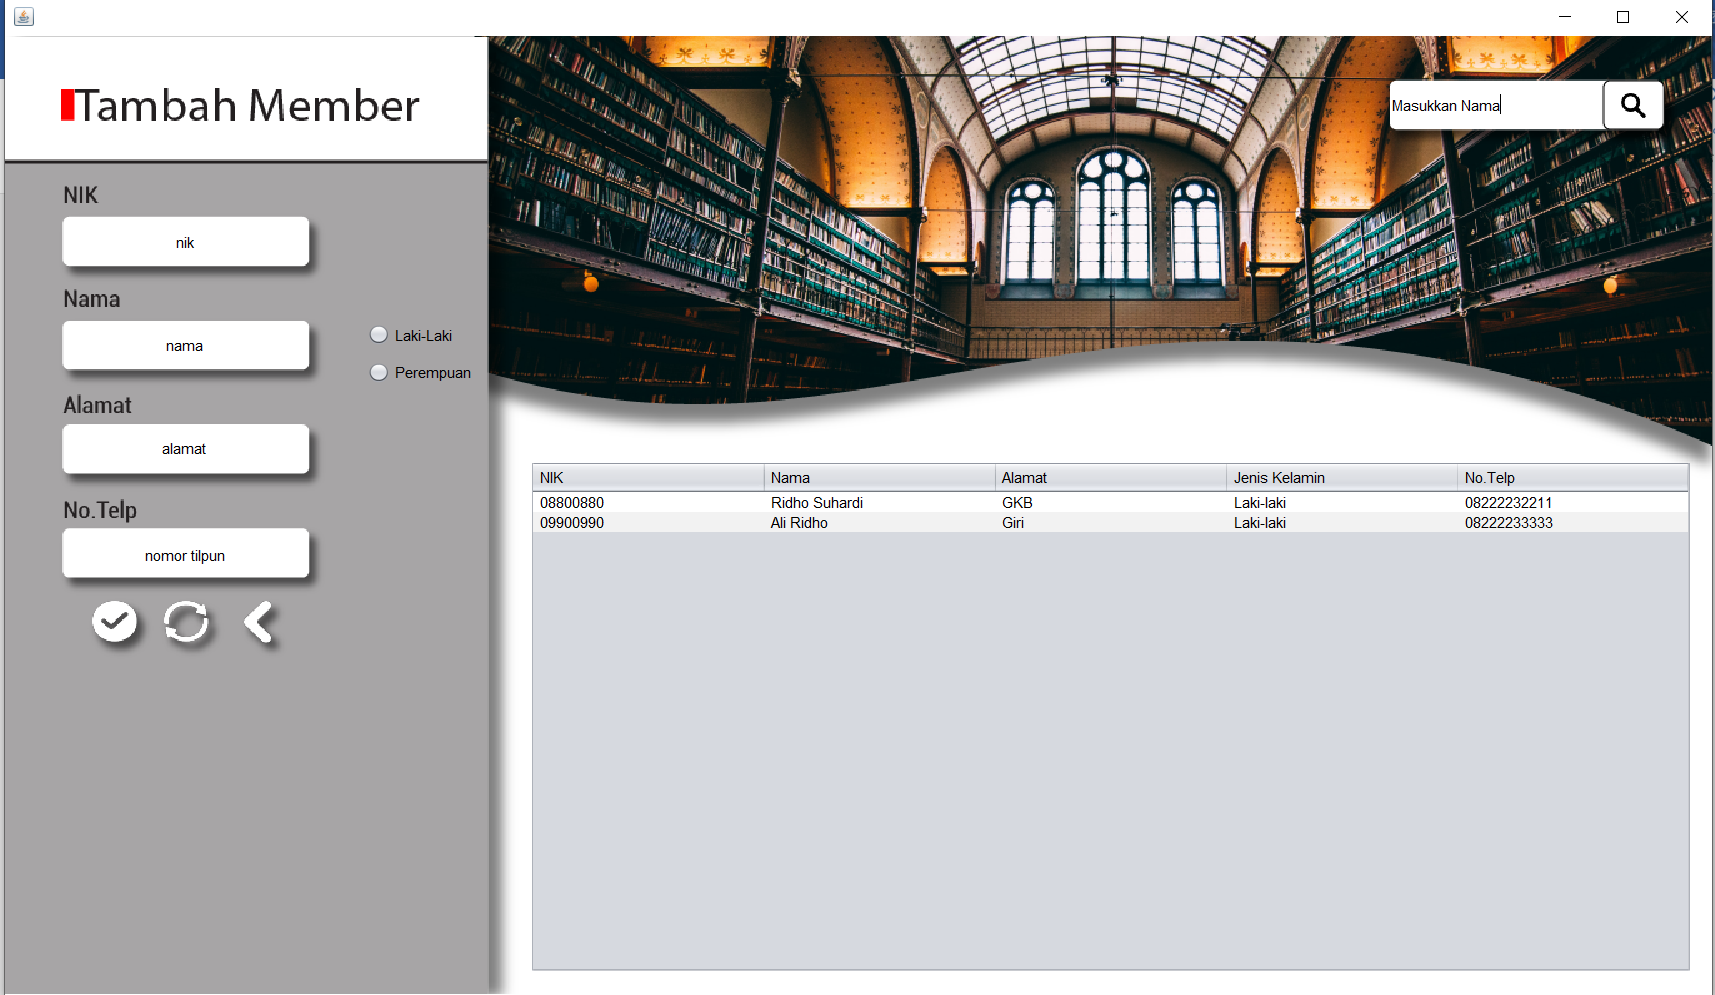 Tambah Member
Masukkan Nama
NIK
nik
Nama
nama
Laki-Laki
Perempuan
Alamat
alamat
No.Telp
nomor tilpun
NIK Nama Alamat Jenis Kelamin No.Telp
08800880 Ridho Suhardi GKB Laki-laki 08222232211
09900990 Ali Ridho Giri Laki-laki 08222233333